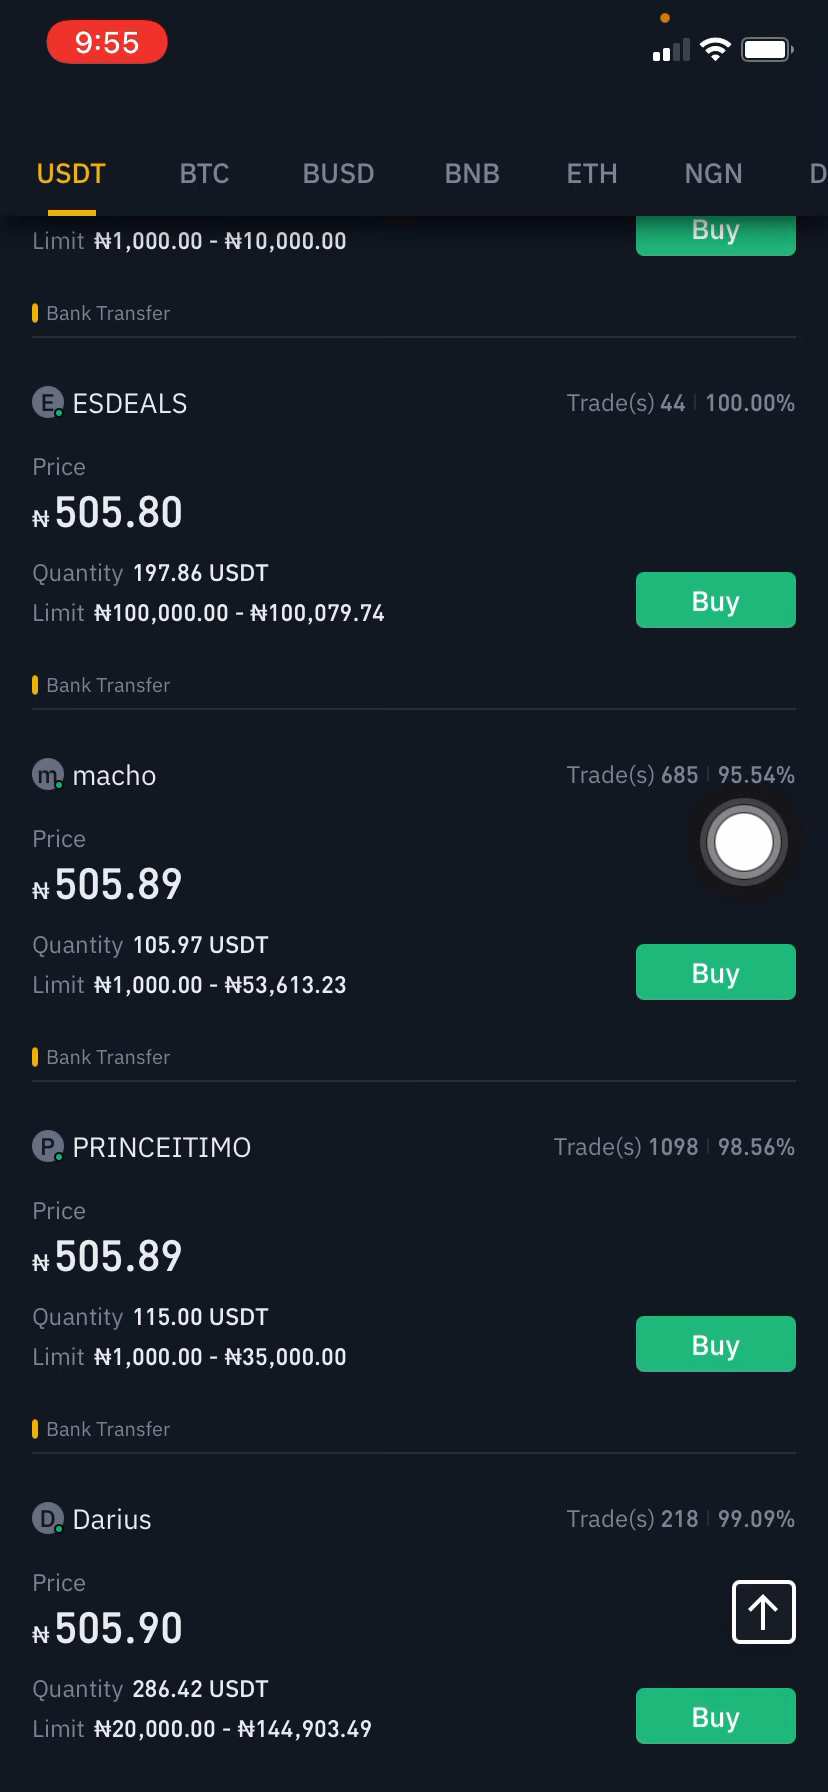 9:55
USDT BTC BUSD BNB ETH NGN D
Limit ₦1,000.00 - ₦10,000.00
Buy
Bank Transfer
E ESDEALS Trade(s) 44 | 100.00%
Price
₦ 505.80
Quantity 197.86 USDT
Limit ₦100,000.00 - ₦100,079.74
Buy
Bank Transfer
m macho Trade(s) 685 | 95.54%
Price
₦ 505.89
Quantity 105.97 USDT
Limit ₦1,000.00 - ₦53,613.23
Buy
Bank Transfer
P PRINCEITIMO Trade(s) 1098 | 98.56%
Price
₦ 505.89
Quantity 115.00 USDT
Limit ₦1,000.00 - ₦35,000.00
Buy
Bank Transfer
D Darius Trade(s) 218 | 99.09%
Price
₦ 505.90
Quantity 286.42 USDT
Limit ₦20,000.00 - ₦144,903.49
Buy